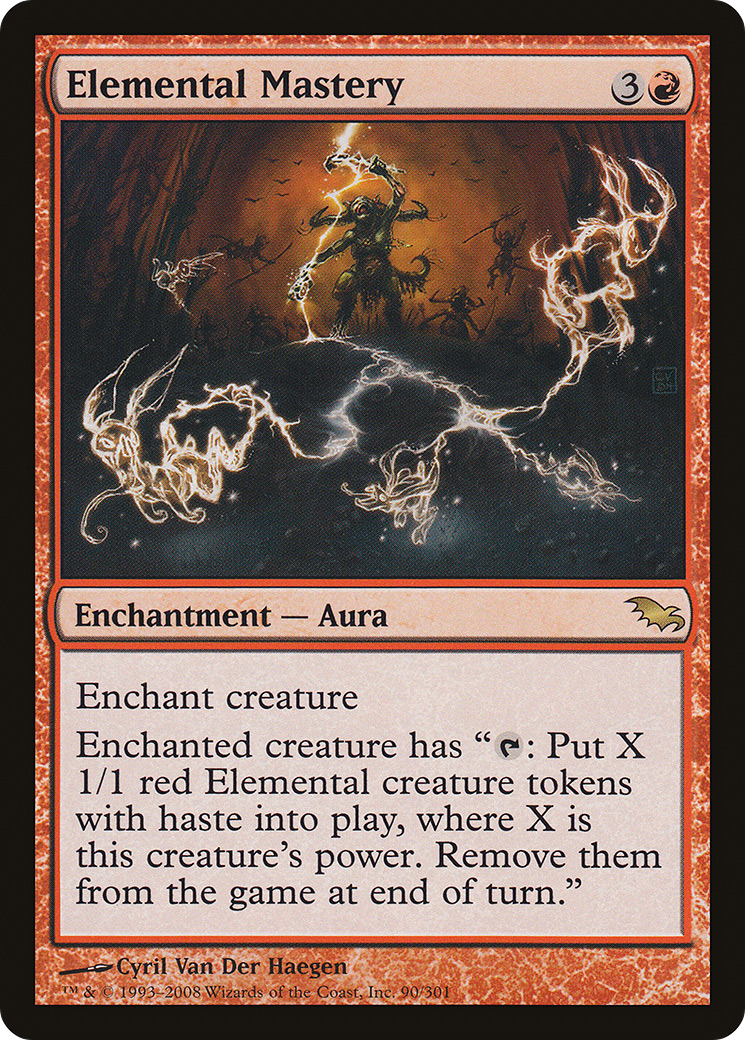 Elemental Mastery 3
Enchantment — Aura
Enchant creature
Enchanted creature has “: Put X
1/1 red Elemental creature tokens
with haste into play, where X is
this creature’s power. Remove them
from the game at end of turn.”
Cyril Van Der Haegen
™ & © 1993–2008 Wizards of the Coast, Inc. 90/301